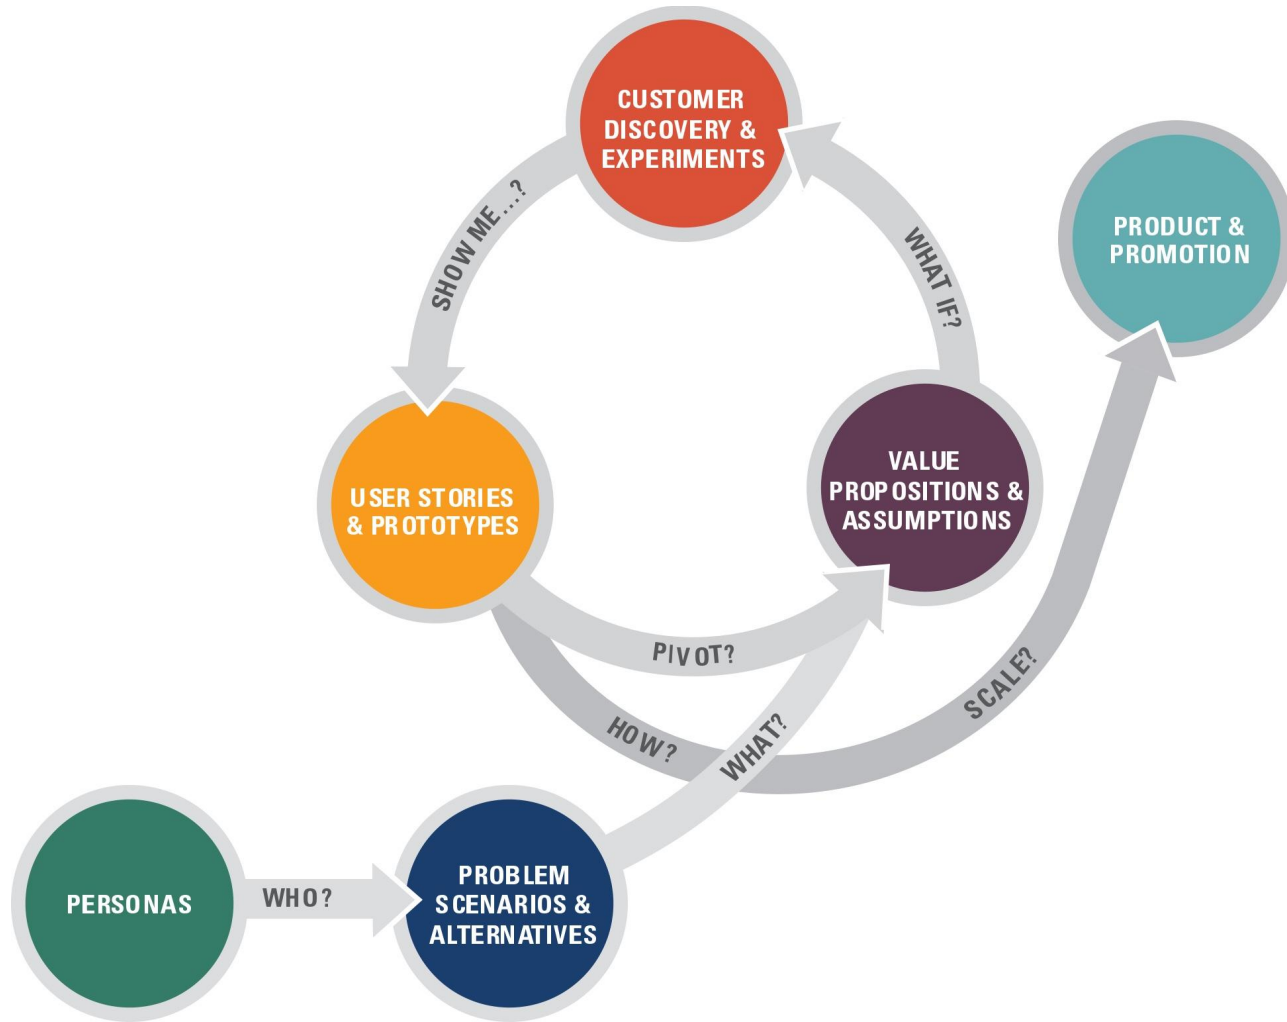 CUSTOMER
DISCOVERY &
EXPERIMENTS
PRODUCT &
PROMOTION
SHOW ME...?
WHAT IF?
VALUE
PROPOSITIONS &
ASSUMPTIONS
USER STORIES
& PROTOTYPES
PIVOT?
HOW?
WHAT?
SCALE?
PERSONAS
WHO?
PROBLEM
SCENARIOS &
ALTERNATIVES